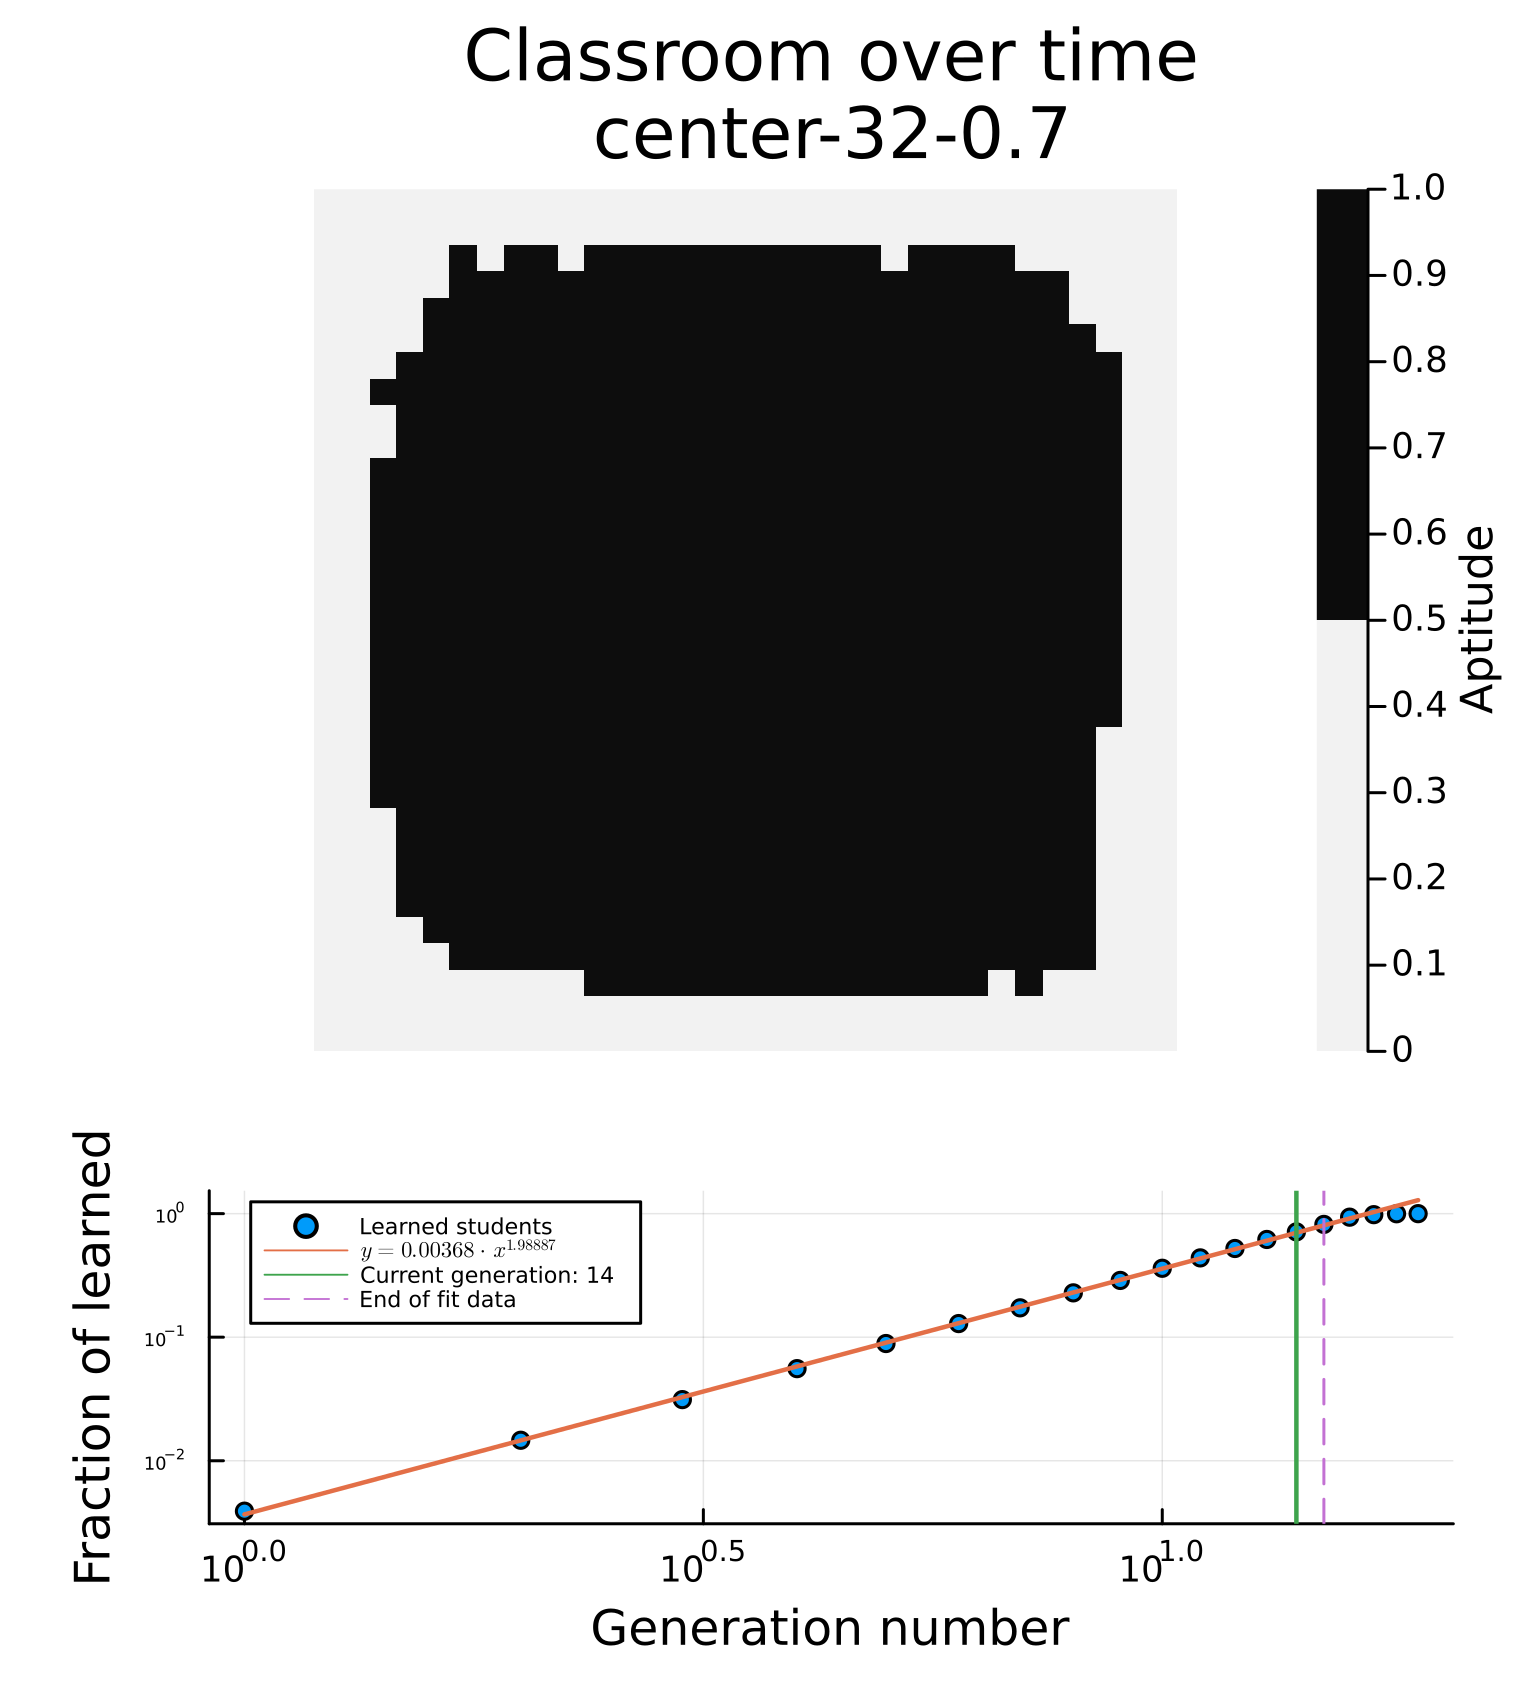 Classroom over time
center-32-0.7
1.0
0.9
0.8
0.7
0.6
0.5
0.4
0.3
0.2
0.1
0
Aptitude
Fraction of learned
10⁰
10⁻¹
10⁻²
Learned students
y = 0.00368 · x^1.98887
Current generation: 14
End of fit data
10^0.0
10^0.5
10^1.0
Generation number